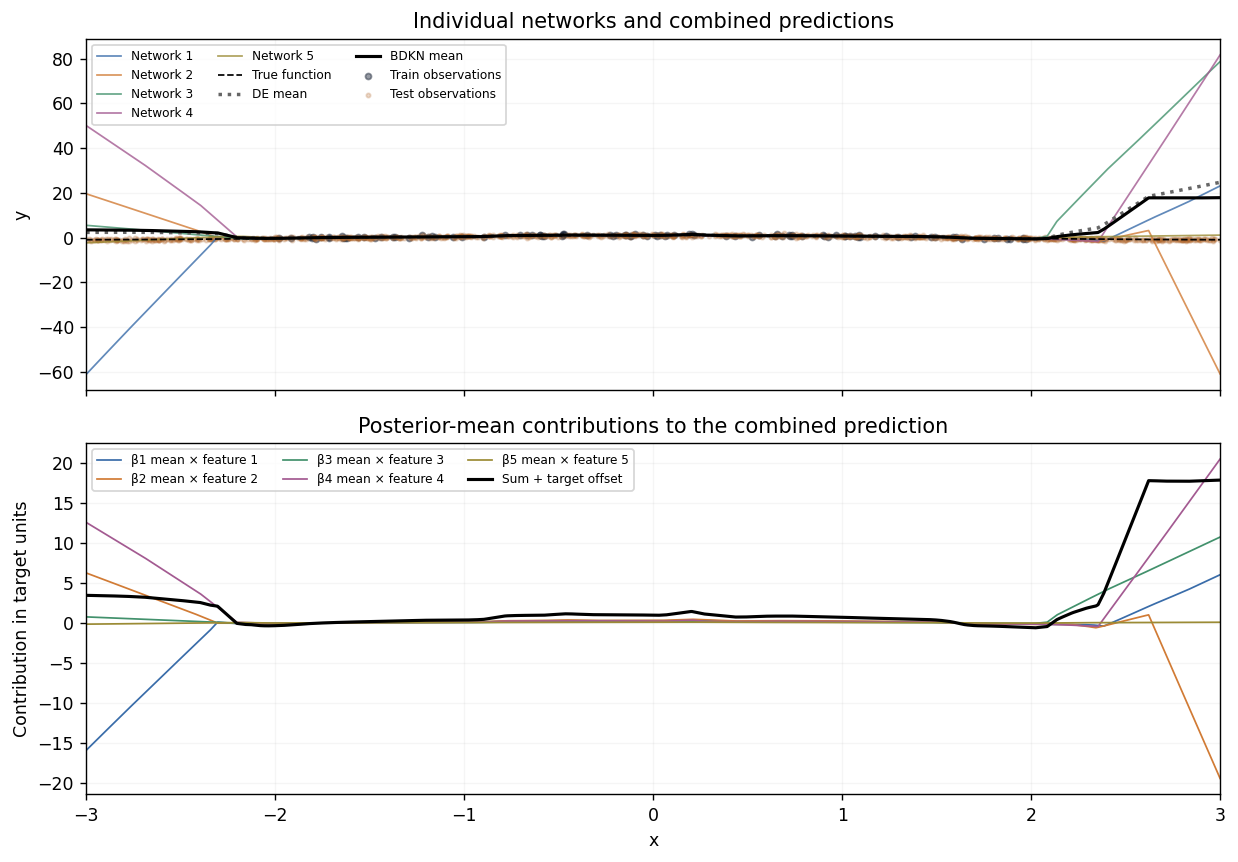 Individual networks and combined predictions
80
60
40
20
0
−20
−40
−60
y
Network 1
Network 2
Network 3
Network 4
Network 5
True function
DE mean
BDKN mean
Train observations
Test observations
Posterior-mean contributions to the combined prediction
20
15
10
5
0
−5
−10
−15
−20
Contribution in target units
β1 mean × feature 1
β2 mean × feature 2
β3 mean × feature 3
β4 mean × feature 4
β5 mean × feature 5
Sum + target offset
−3 −2 −1 0 1 2 3
x